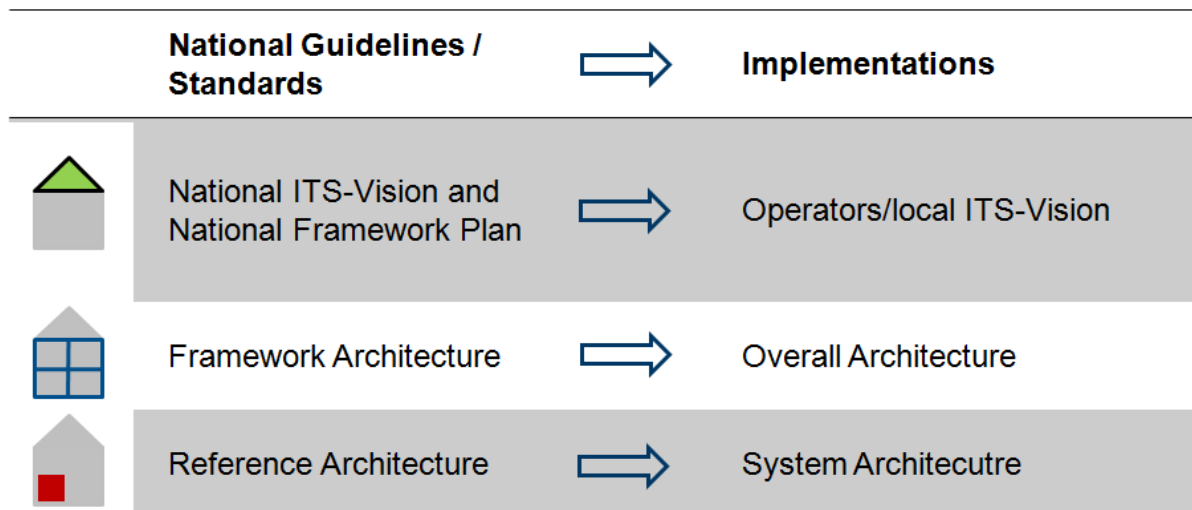 National Guidelines /
Standards
Implementations
National ITS-Vision and
National Framework Plan
Operators/local ITS-Vision
Framework Architecture
Overall Architecture
Reference Architecture
System Architecutre